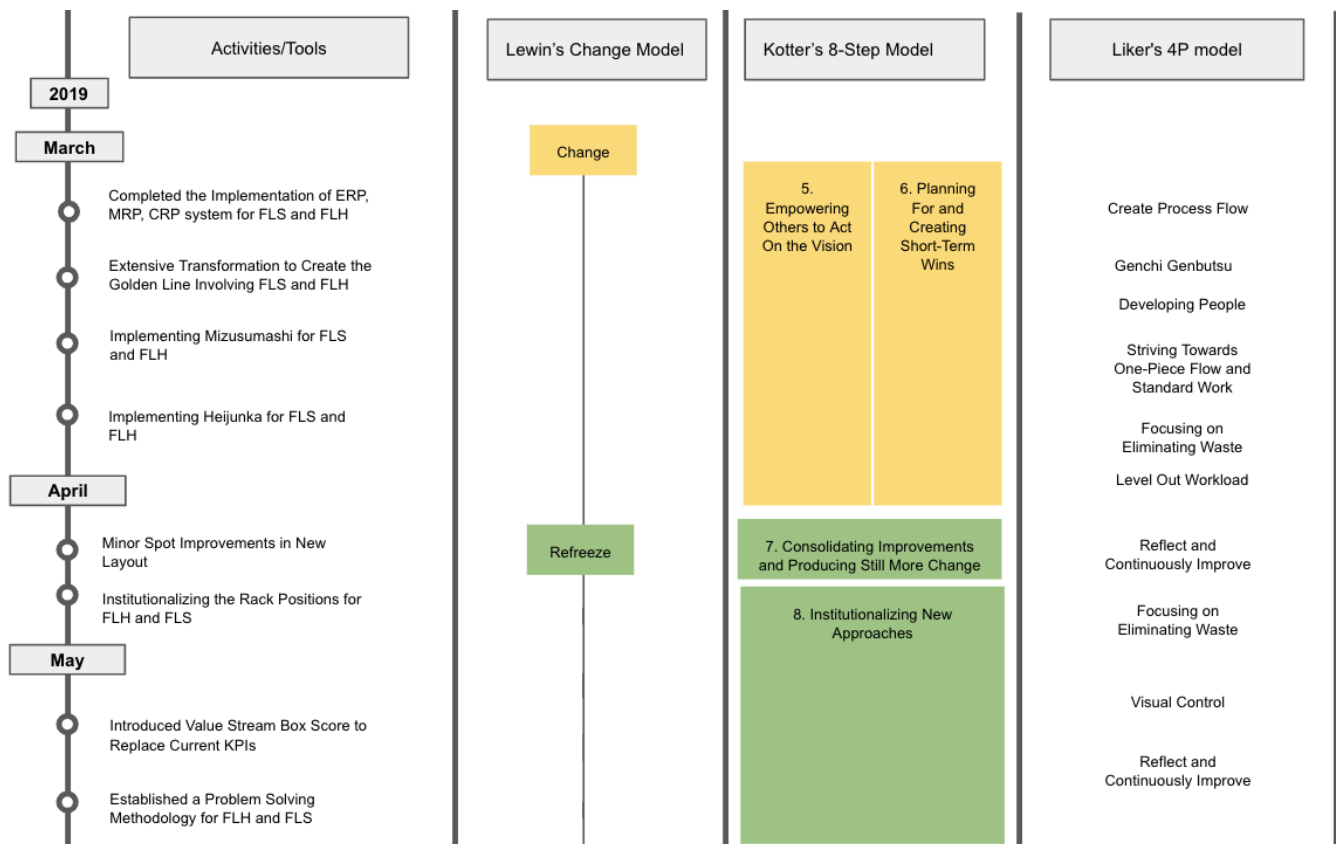 Activities/Tools
Lewin's Change Model
Kotter's 8-Step Model
Liker's 4P model
2019
March
Completed the Implementation of ERP,
MRP, CRP system for FLS and FLH
Extensive Transformation to Create the
Golden Line Involving FLS and FLH
Implementing Mizusumashi for FLS
and FLH
Implementing Heijunka for FLS and
FLH
April
Minor Spot Improvements in New
Layout
Institutionalizing the Rack Positions for
FLH and FLS
May
Introduced Value Stream Box Score to
Replace Current KPIs
Established a Problem Solving
Methodology for FLH and FLS
Change
Refreeze
5.
Empowering
Others to Act
On the Vision
6. Planning
For and
Creating
Short-Term
Wins
7. Consolidating Improvements
and Producing Still More Change
8. Institutionalizing New
Approaches
Create Process Flow
Genchi Genbutsu
Developing People
Striving Towards
One-Piece Flow and
Standard Work
Focusing on
Eliminating Waste
Level Out Workload
Reflect and
Continuously Improve
Focusing on
Eliminating Waste
Visual Control
Reflect and
Continuously Improve